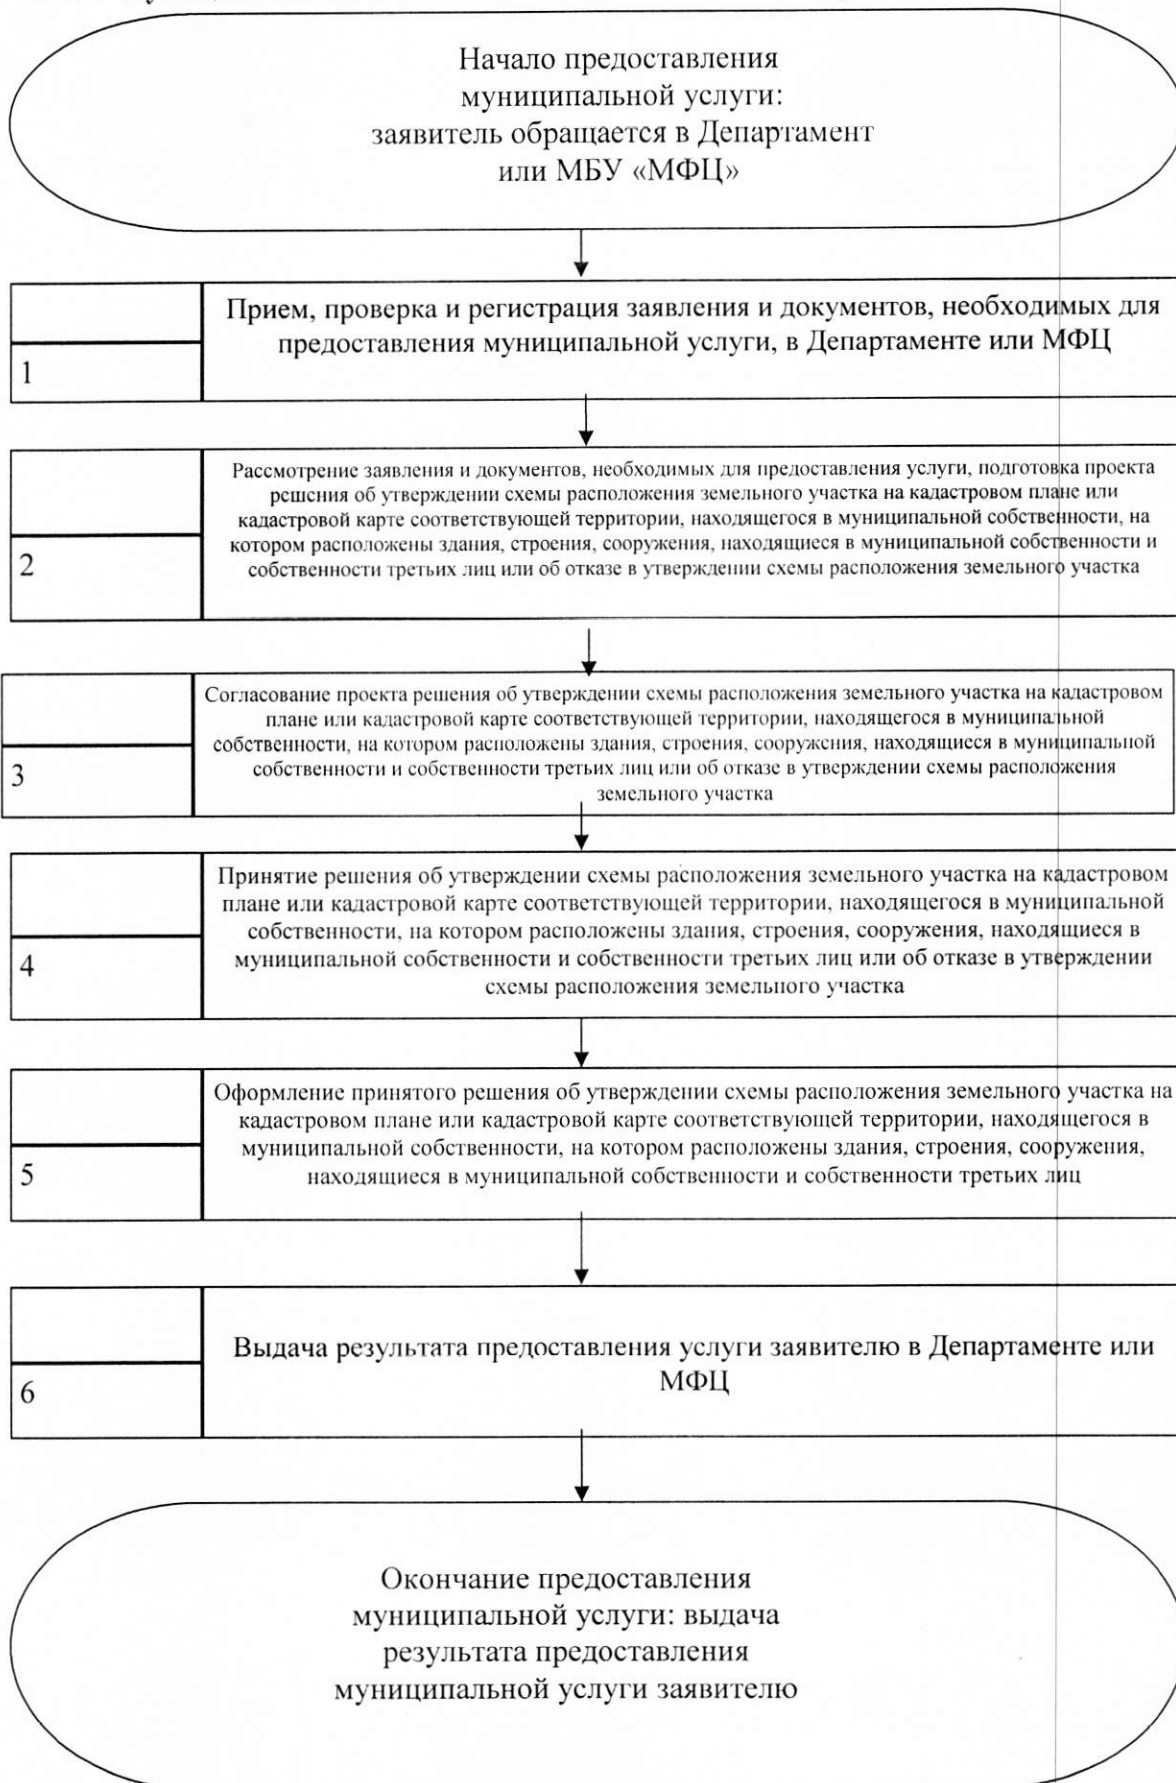 Начало предоставления
муниципальной услуги:
заявитель обращается в Департамент
или МБУ «МФЦ»
Прием, проверка и регистрация заявления и документов, необходимых для
предоставления муниципальной услуги, в Департаменте или МФЦ
1
Рассмотрение заявления и документов, необходимых для предоставления услуги, подготовка проекта
решения об утверждении схемы расположения земельного участка на кадастровом плане или
кадастровой карте соответствующей территории, находящегося в муниципальной собственности, на
котором расположены здания, строения, сооружения, находящиеся в муниципальной собственности и
собственности третьих лиц или об отказе в утверждении схемы расположения земельного участка
2
Согласование проекта решения об утверждении схемы расположения земельного участка на кадастровом
плане или кадастровой карте соответствующей территории, находящегося в муниципальной
собственности, на котором расположены здания, строения, сооружения, находящиеся в муниципальной
собственности и собственности третьих лиц или об отказе в утверждении схемы расположения
земельного участка
3
Принятие решения об утверждении схемы расположения земельного участка на кадастровом
плане или кадастровой карте соответствующей территории, находящегося в муниципальной
собственности, на котором расположены здания, строения, сооружения, находящиеся в
муниципальной собственности и собственности третьих лиц или об отказе в утверждении
схемы расположения земельного участка
4
Оформление принятого решения об утверждении схемы расположения земельного участка на
кадастровом плане или кадастровой карте соответствующей территории, находящегося в
муниципальной собственности, на котором расположены здания, строения, сооружения,
находящиеся в муниципальной собственности и собственности третьих лиц
5
Выдача результата предоставления услуги заявителю в Департаменте или
МФЦ
6
Окончание предоставления
муниципальной услуги: выдача
результата предоставления
муниципальной услуги заявителю